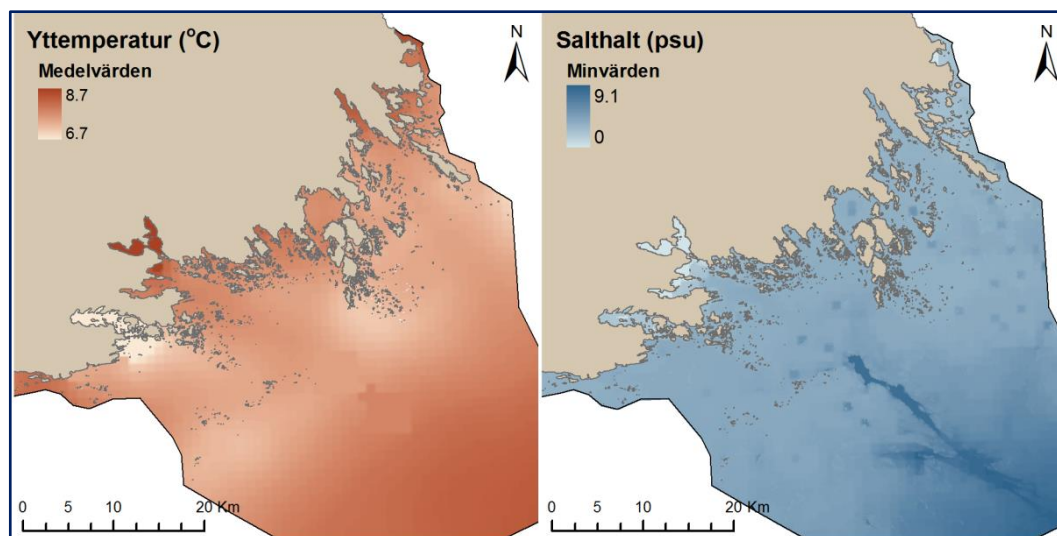 Yttemperatur (°C)
Medelvärden
8.7
6.7
N
0 5 10 20 Km
Salthalt (psu)
Minvärden
9.1
0
N
0 5 10 20 Km